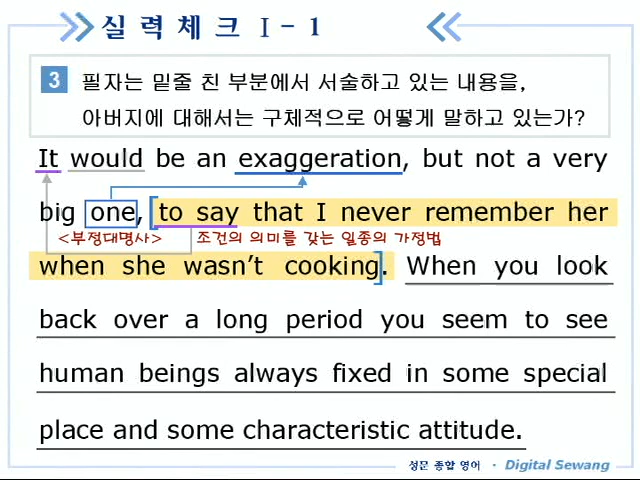 실력체크 I - 1
3 필자는 밑줄 친 부분에서 서술하고 있는 내용을,
아버지에 대해서는 구체적으로 어떻게 말하고 있는가?
It would be an exaggeration, but not a very
big one, [to say that I never remember her
<부정대명사> 조건의 의미를 갖는 일종의 가정법
when she wasn't cooking]. When you look
back over a long period you seem to see
human beings always fixed in some special
place and some characteristic attitude.
성문 종합 영어 · Digital Sewang